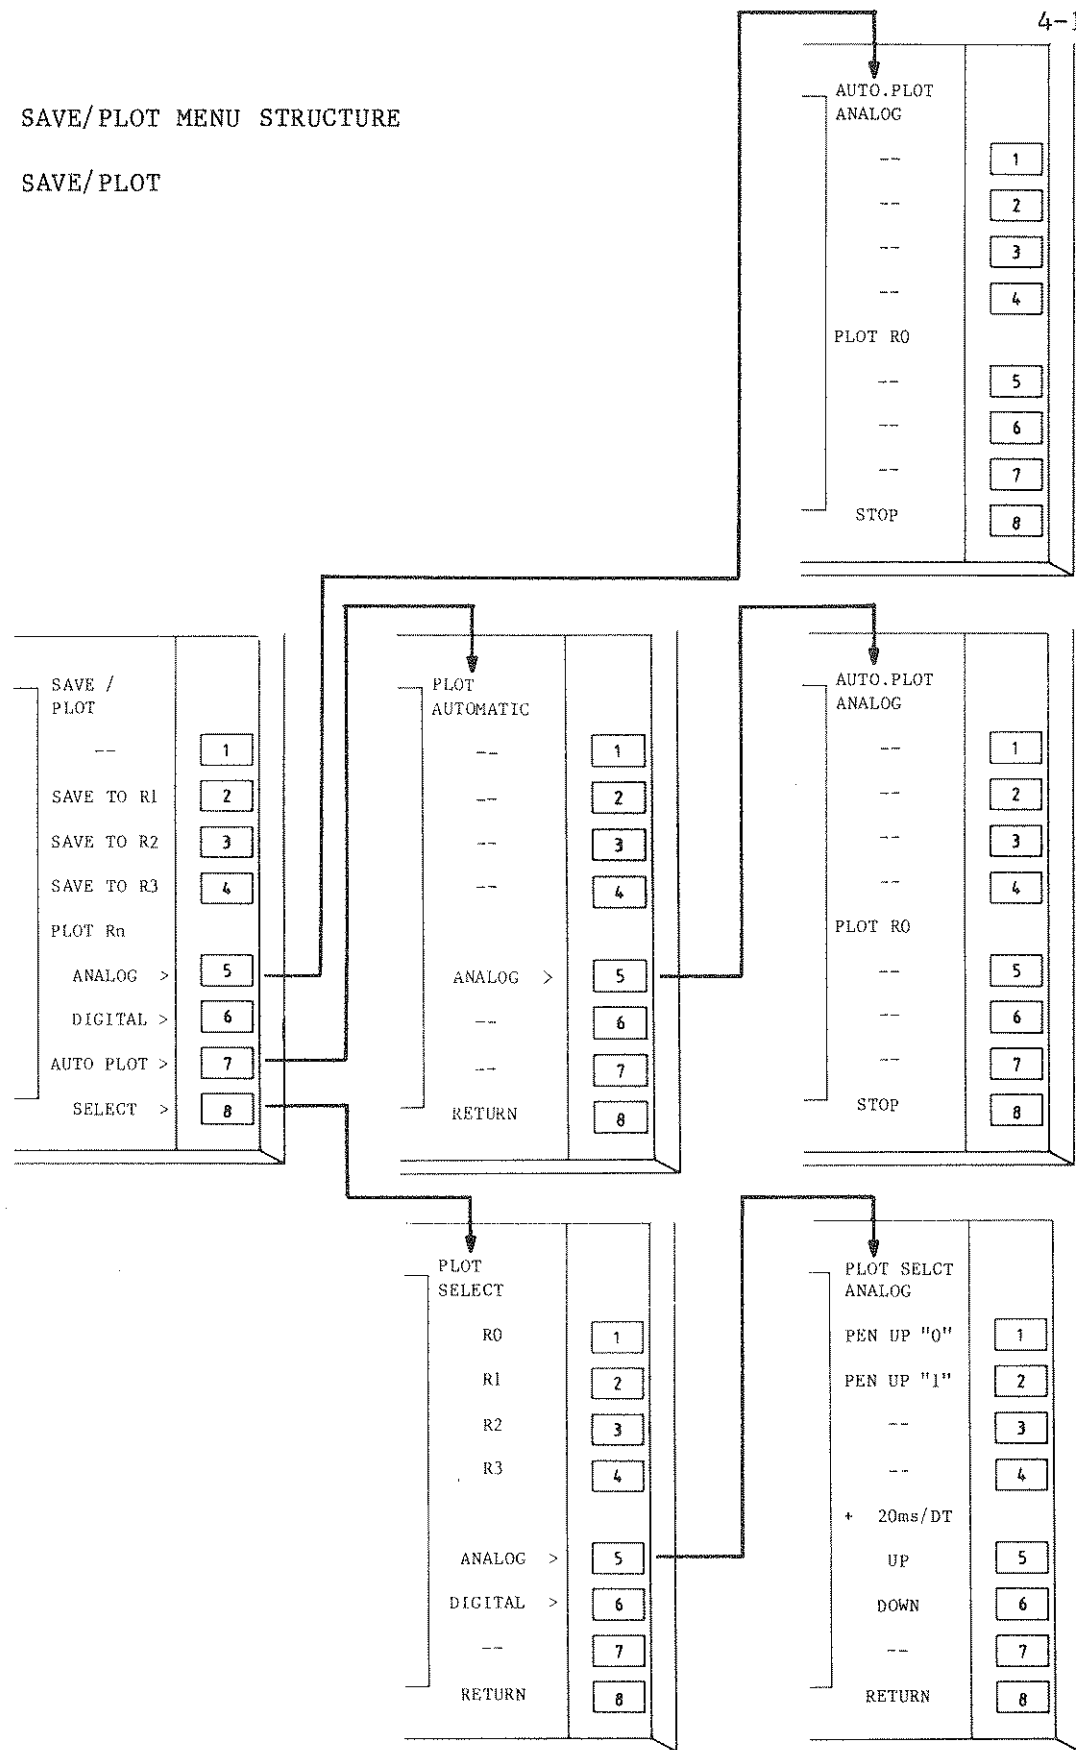 4-1
SAVE/PLOT MENU STRUCTURE
SAVE/PLOT
AUTO.PLOT
ANALOG
-- 1
-- 2
-- 3
-- 4
PLOT R0
-- 5
-- 6
-- 7
STOP 8
SAVE /
PLOT
-- 1
SAVE TO R1 2
SAVE TO R2 3
SAVE TO R3 4
PLOT Rn
ANALOG > 5
DIGITAL > 6
AUTO PLOT > 7
SELECT > 8
PLOT
AUTOMATIC
-- 1
-- 2
-- 3
-- 4
ANALOG > 5
-- 6
-- 7
RETURN 8
AUTO.PLOT
ANALOG
-- 1
-- 2
-- 3
-- 4
PLOT R0
-- 5
-- 6
-- 7
STOP 8
PLOT
SELECT
R0 1
R1 2
R2 3
R3 4
ANALOG > 5
DIGITAL > 6
-- 7
RETURN 8
PLOT SELCT
ANALOG
PEN UP "0" 1
PEN UP "1" 2
-- 3
-- 4
+ 20ms/DT
UP 5
DOWN 6
-- 7
RETURN 8